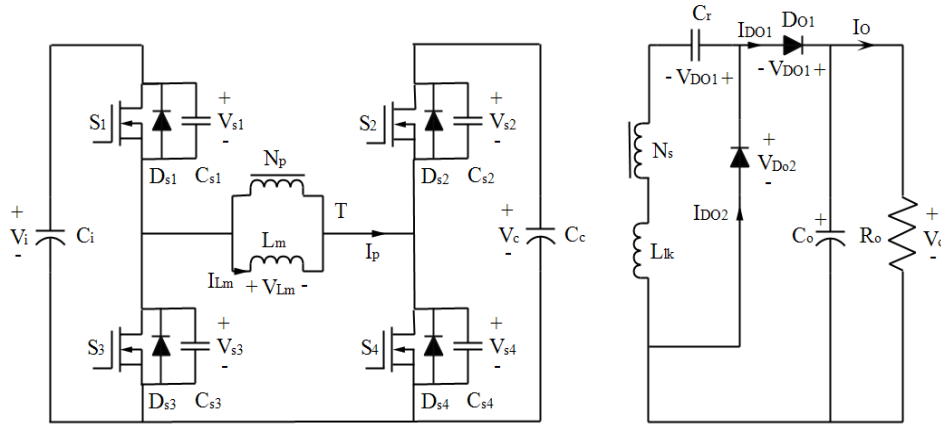 Cr
IDO1
DO1
IO
- VDO1 +
- VDO1 +
S1
+
Vs1
-
S2
+
Vs2
-
Ds1
Cs1
Np
Ds2
Cs2
Ns
+
VDo2
-
T
+
Vi
-
Ci
Lm
Ip
+
Vc
-
Cc
IDO2
Llk
Co
+
Ro
+
-
ILm
+ VLm -
S3
+
Vs3
-
S4
+
Vs4
-
Ds3
Cs3
Ds4
Cs4